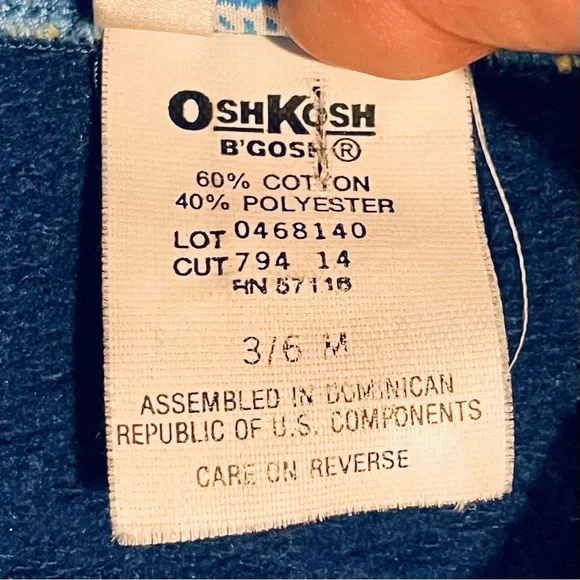 OSHKOSH
B'GOSH ®
60% COTTON
40% POLYESTER
LOT 0468140
CUT 794 14
RN 57116
3/6 M
ASSEMBLED IN DOMINICAN
REPUBLIC OF U.S. COMPONENTS
CARE ON REVERSE